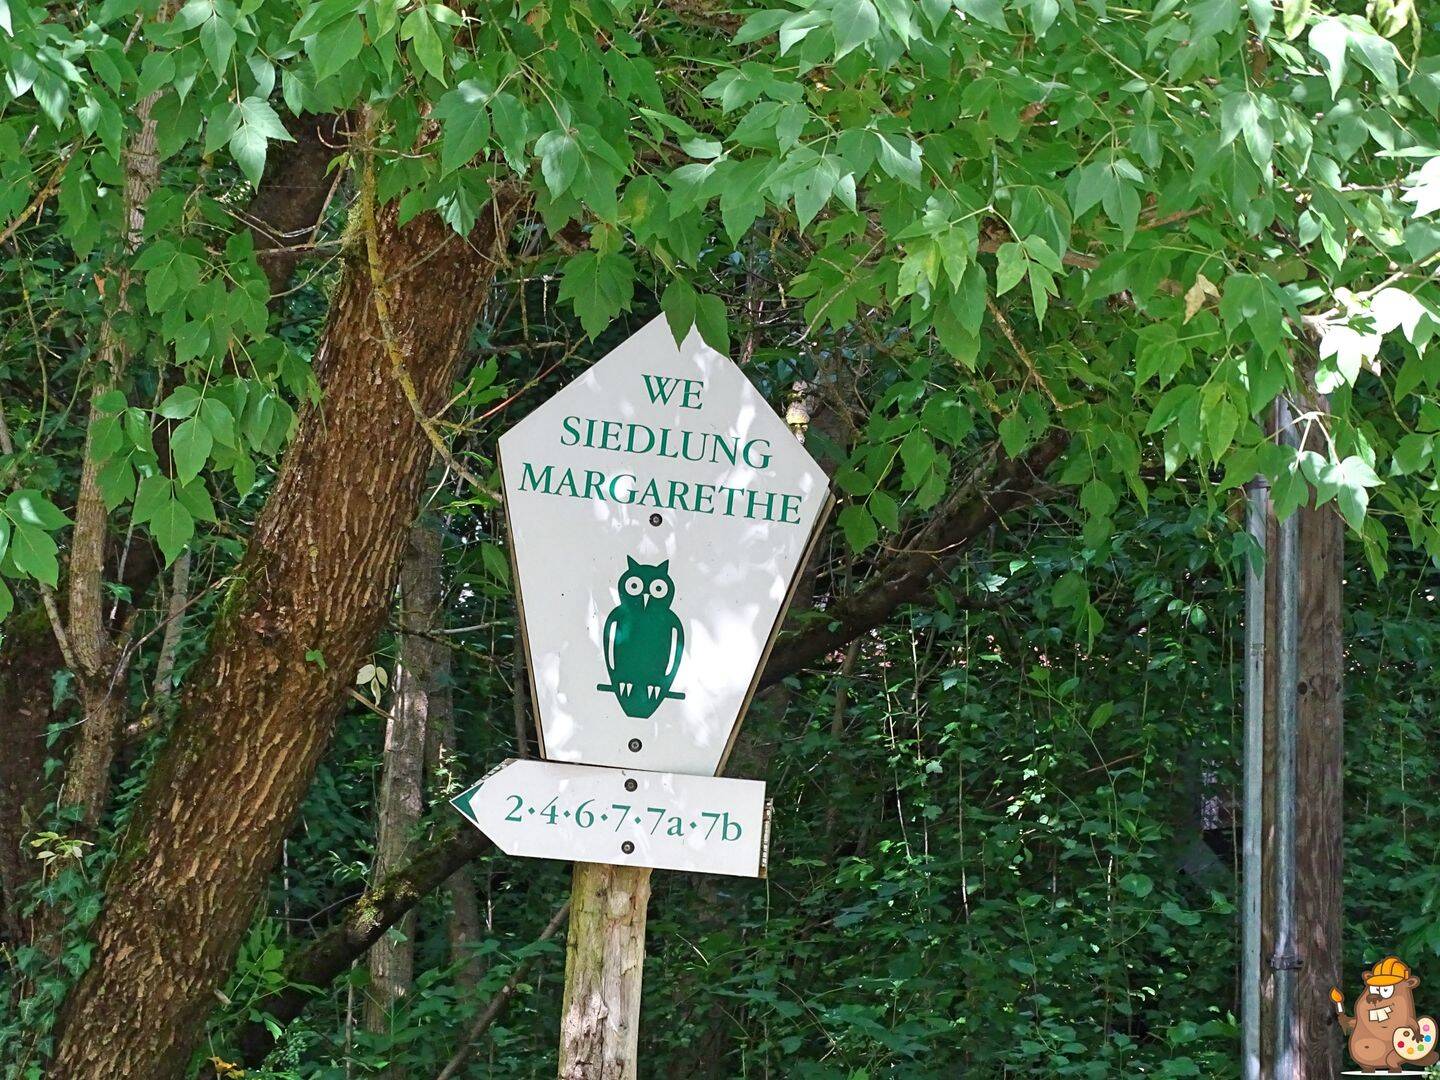 WE
SIEDLUNG
MARGARETHE
2·4·6·7·7a·7b